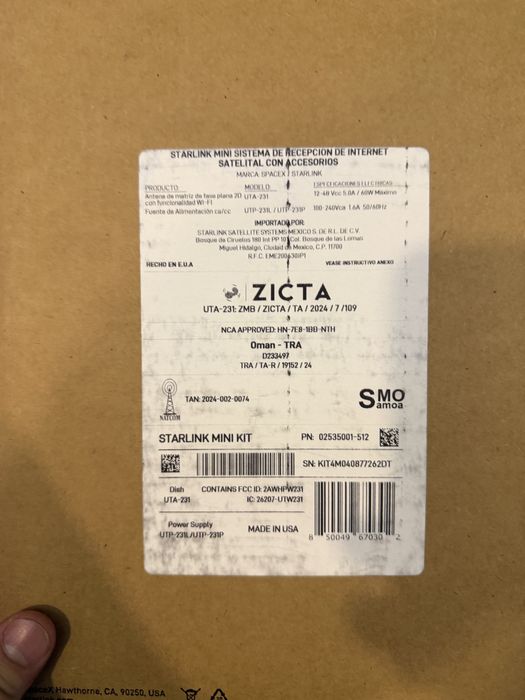 STARLINK MINI SISTEMA DE RECEPCION DE INTERNET
SATELITAL CON ACCESORIOS
MARCA SPACEX / STARLINK
PRODUCTO MODELO ESPECIFICACIONES ELECTRICAS
Antena de matriz de fase plana 2D UTA-231 12-48 Vcc 5.0A / 60W Máximo
con funcionalidad Wi-Fi
Fuente de Alimentación ca/cc UTP-231L / UTP-231P 100-240Vca 1.6A 50/60Hz
IMPORTADO POR:
STARLINK SATELLITE SYSTEMS MEXICO S. DE R.L. DE C.V.
Bosque de Ciruelos 180 Int PP 101 Col. Bosque de las Lomas
Miguel Hidalgo, Ciudad de Mexico, C.P. 11700
R.F.C.
HECHO EN E.U.A VEASE INSTRUCTIVO ANEXO
ZICTA
UTA-231: ZMB / ZICTA / TA / 2024 / 7 /109
NCA APPROVED: HN-7E8-1BB-NTH
Oman - TRA
D233497
TRA / TA-R / 19152 / 24
NATCOM
TAN: 2024-002-0074
SMO
amoa
STARLINK MINI KIT PN: 02535001-512
SN: KIT4M040877262DT
Dish CONTAINS FCC ID: 2AWHPW231
UTA-231 IC: 26207-UTW231
Power Supply MADE IN USA
UTP-231L/UTP-231P
8 50049 67030 2
SpaceX Hawthorne, CA, 90250, USA